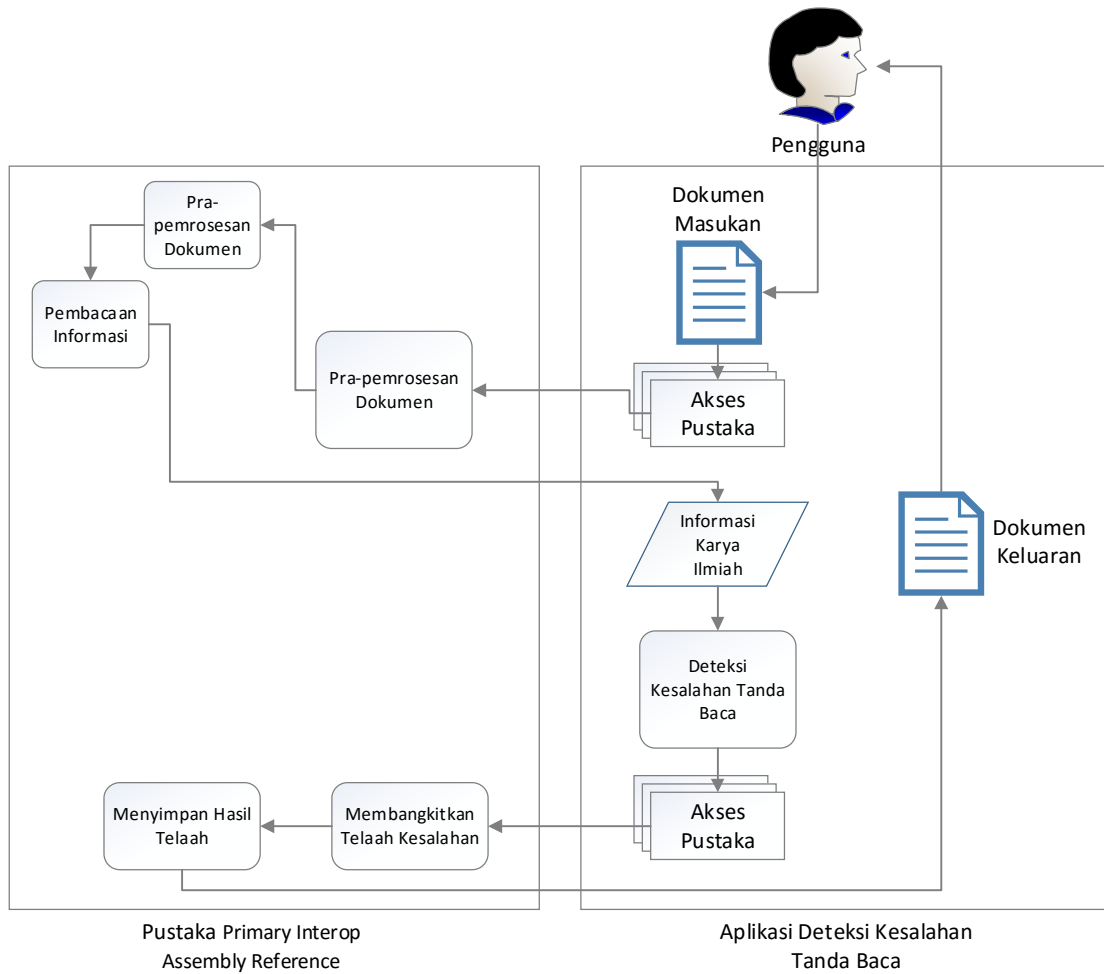 Pengguna
Dokumen
Masukan
Pra-
pemrosesan
Dokumen
Pembacaan
Informasi
Pra-pemrosesan
Dokumen
Akses
Pustaka
Informasi
Karya
Ilmiah
Dokumen
Keluaran
Deteksi
Kesalahan Tanda
Baca
Menyimpan Hasil
Telaah
Membangkitkan
Telaah Kesalahan
Akses
Pustaka
Pustaka Primary Interop
Assembly Reference
Aplikasi Deteksi Kesalahan
Tanda Baca